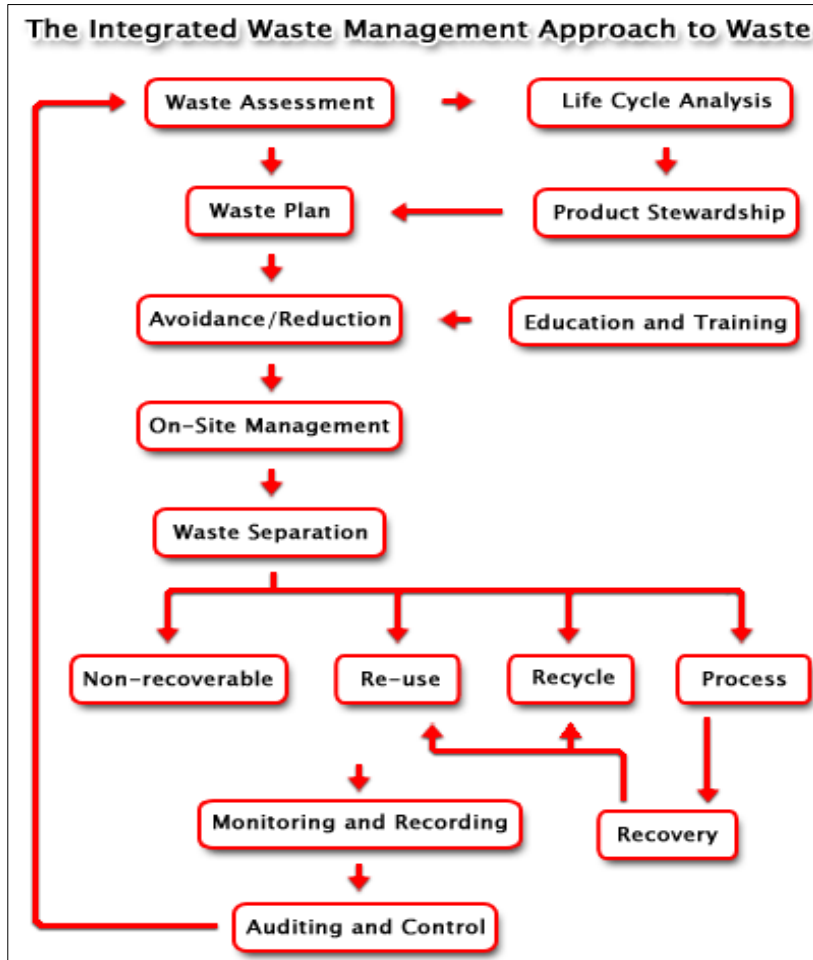 The Integrated Waste Management Approach to Waste
Waste Assessment
Life Cycle Analysis
Waste Plan
Product Stewardship
Avoidance/Reduction
Education and Training
On-Site Management
Waste Separation
Non-recoverable
Re-use
Recycle
Process
Monitoring and Recording
Recovery
Auditing and Control